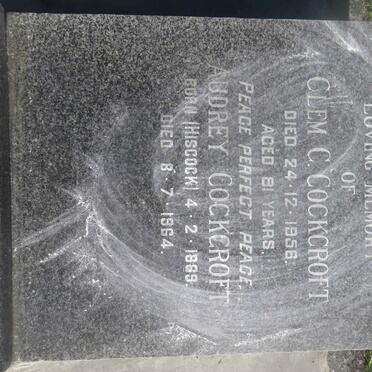 LOVING MEMOR
OF
CLEM C. COCKCROFT
DIED 24·12·1956.
AGED 81 YEARS.
PEACE PERFECT PEACE.
AUDREY COCKCROFT
BORN (HISCOCK) 4·2·1889.
DIED 8·7·1964.